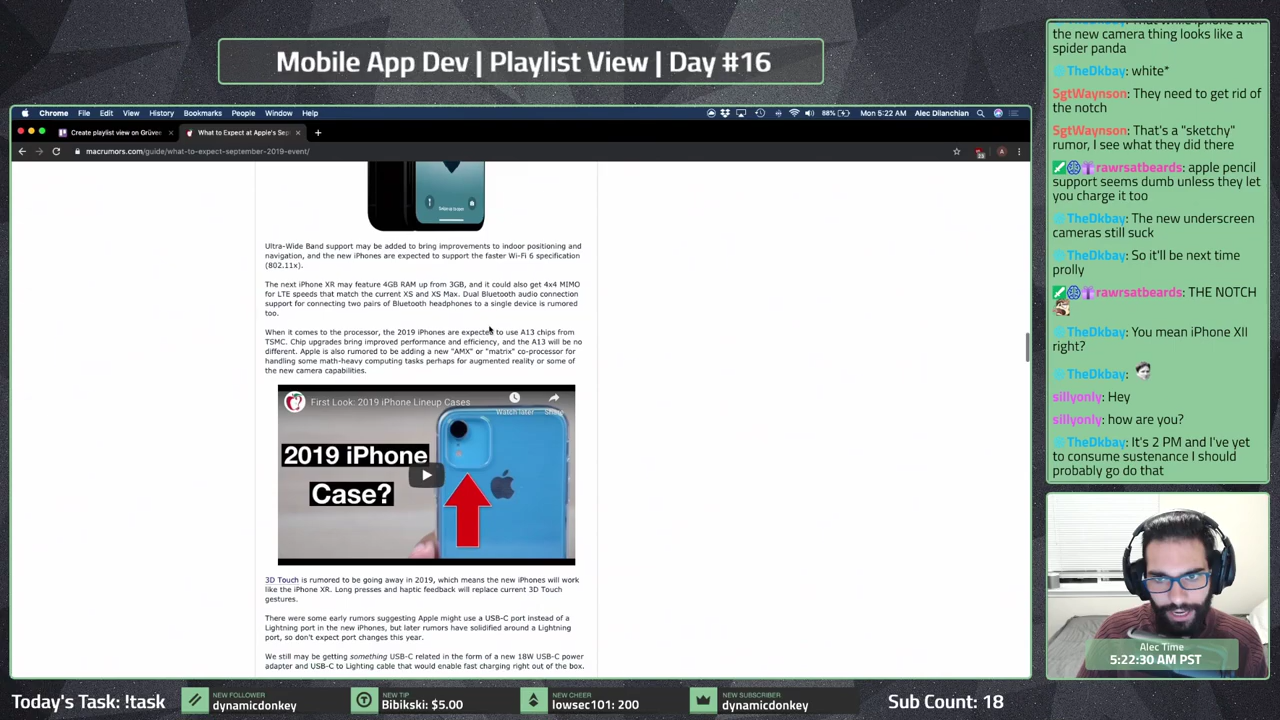 Mobile App Dev | Playlist View | Day #16
Chrome File Edit View History Bookmarks People Window Help
88% Mon 5:22 AM Alec Dilanchian
Create playlist view on Grüve
What to Expect at Apple's Sep
macrumors.com/guide/what-to-expect-september-2019-event/
Ultra-Wide Band support may be added to bring improvements to indoor positioning and
navigation, and the new iPhones are expected to support the faster Wi-Fi 6 specification
(802.11x).
The next iPhone XR may feature 4GB RAM up from 3GB, and it could also get 4x4 MIMO
for LTE speeds that match the current XS and XS Max. Dual Bluetooth audio connection
support for connecting two pairs of Bluetooth headphones to a single device is rumored
too.
When it comes to the processor, the 2019 iPhones are expected to use A13 chips from
TSMC. Chip upgrades bring improved performance and efficiency, and the A13 will be no
different. Apple is also rumored to be adding a new "AMX" or "matrix" co-processor for
handling some math-heavy computing tasks perhaps for augmented reality or some of
the new camera capabilities.
First Look: 2019 iPhone Lineup Cases
Watch later Share
2019 iPhone
Case?
3D Touch is rumored to be going away in 2019, which means the new iPhones will work
like the iPhone XR. Long presses and haptic feedback will replace current 3D Touch
gestures.
There were some early rumors suggesting Apple might use a USB-C port instead of a
Lightning port in the new iPhones, but later rumors have solidified around a Lightning
port, so don't expect port changes this year.
We still may be getting something USB-C related in the form of a new 18W USB-C power
adapter and USB-C to Lighting cable that would enable fast charging right out of the box.
the new camera thing looks like a
spider panda
TheDkbay: white*
SgtWaynson: They need to get rid of
the notch
SgtWaynson: That's a "sketchy"
rumor, I see what they did there
rawrsatbeards: apple pencil
support seems dumb unless they let
you charge it too
TheDkbay: The new underscreen
cameras still suck
TheDkbay: So it'll be next time
prolly
rawrsatbeards: THE NOTCH
TheDkbay: You mean iPhone XII
right?
TheDkbay:
sillyonly: Hey
sillyonly: how are you?
TheDkbay: It's 2 PM and I've yet
to consume sustenance I should
probably go do that
Alec Time
5:22:30 AM PST
Today's Task: !task
NEW FOLLOWER
dynamicdonkey
NEW TIP
Bibikski: $5.00
NEW CHEER
lowsec101: 200
NEW SUBSCRIBER
dynamicdonkey
Sub Count: 18